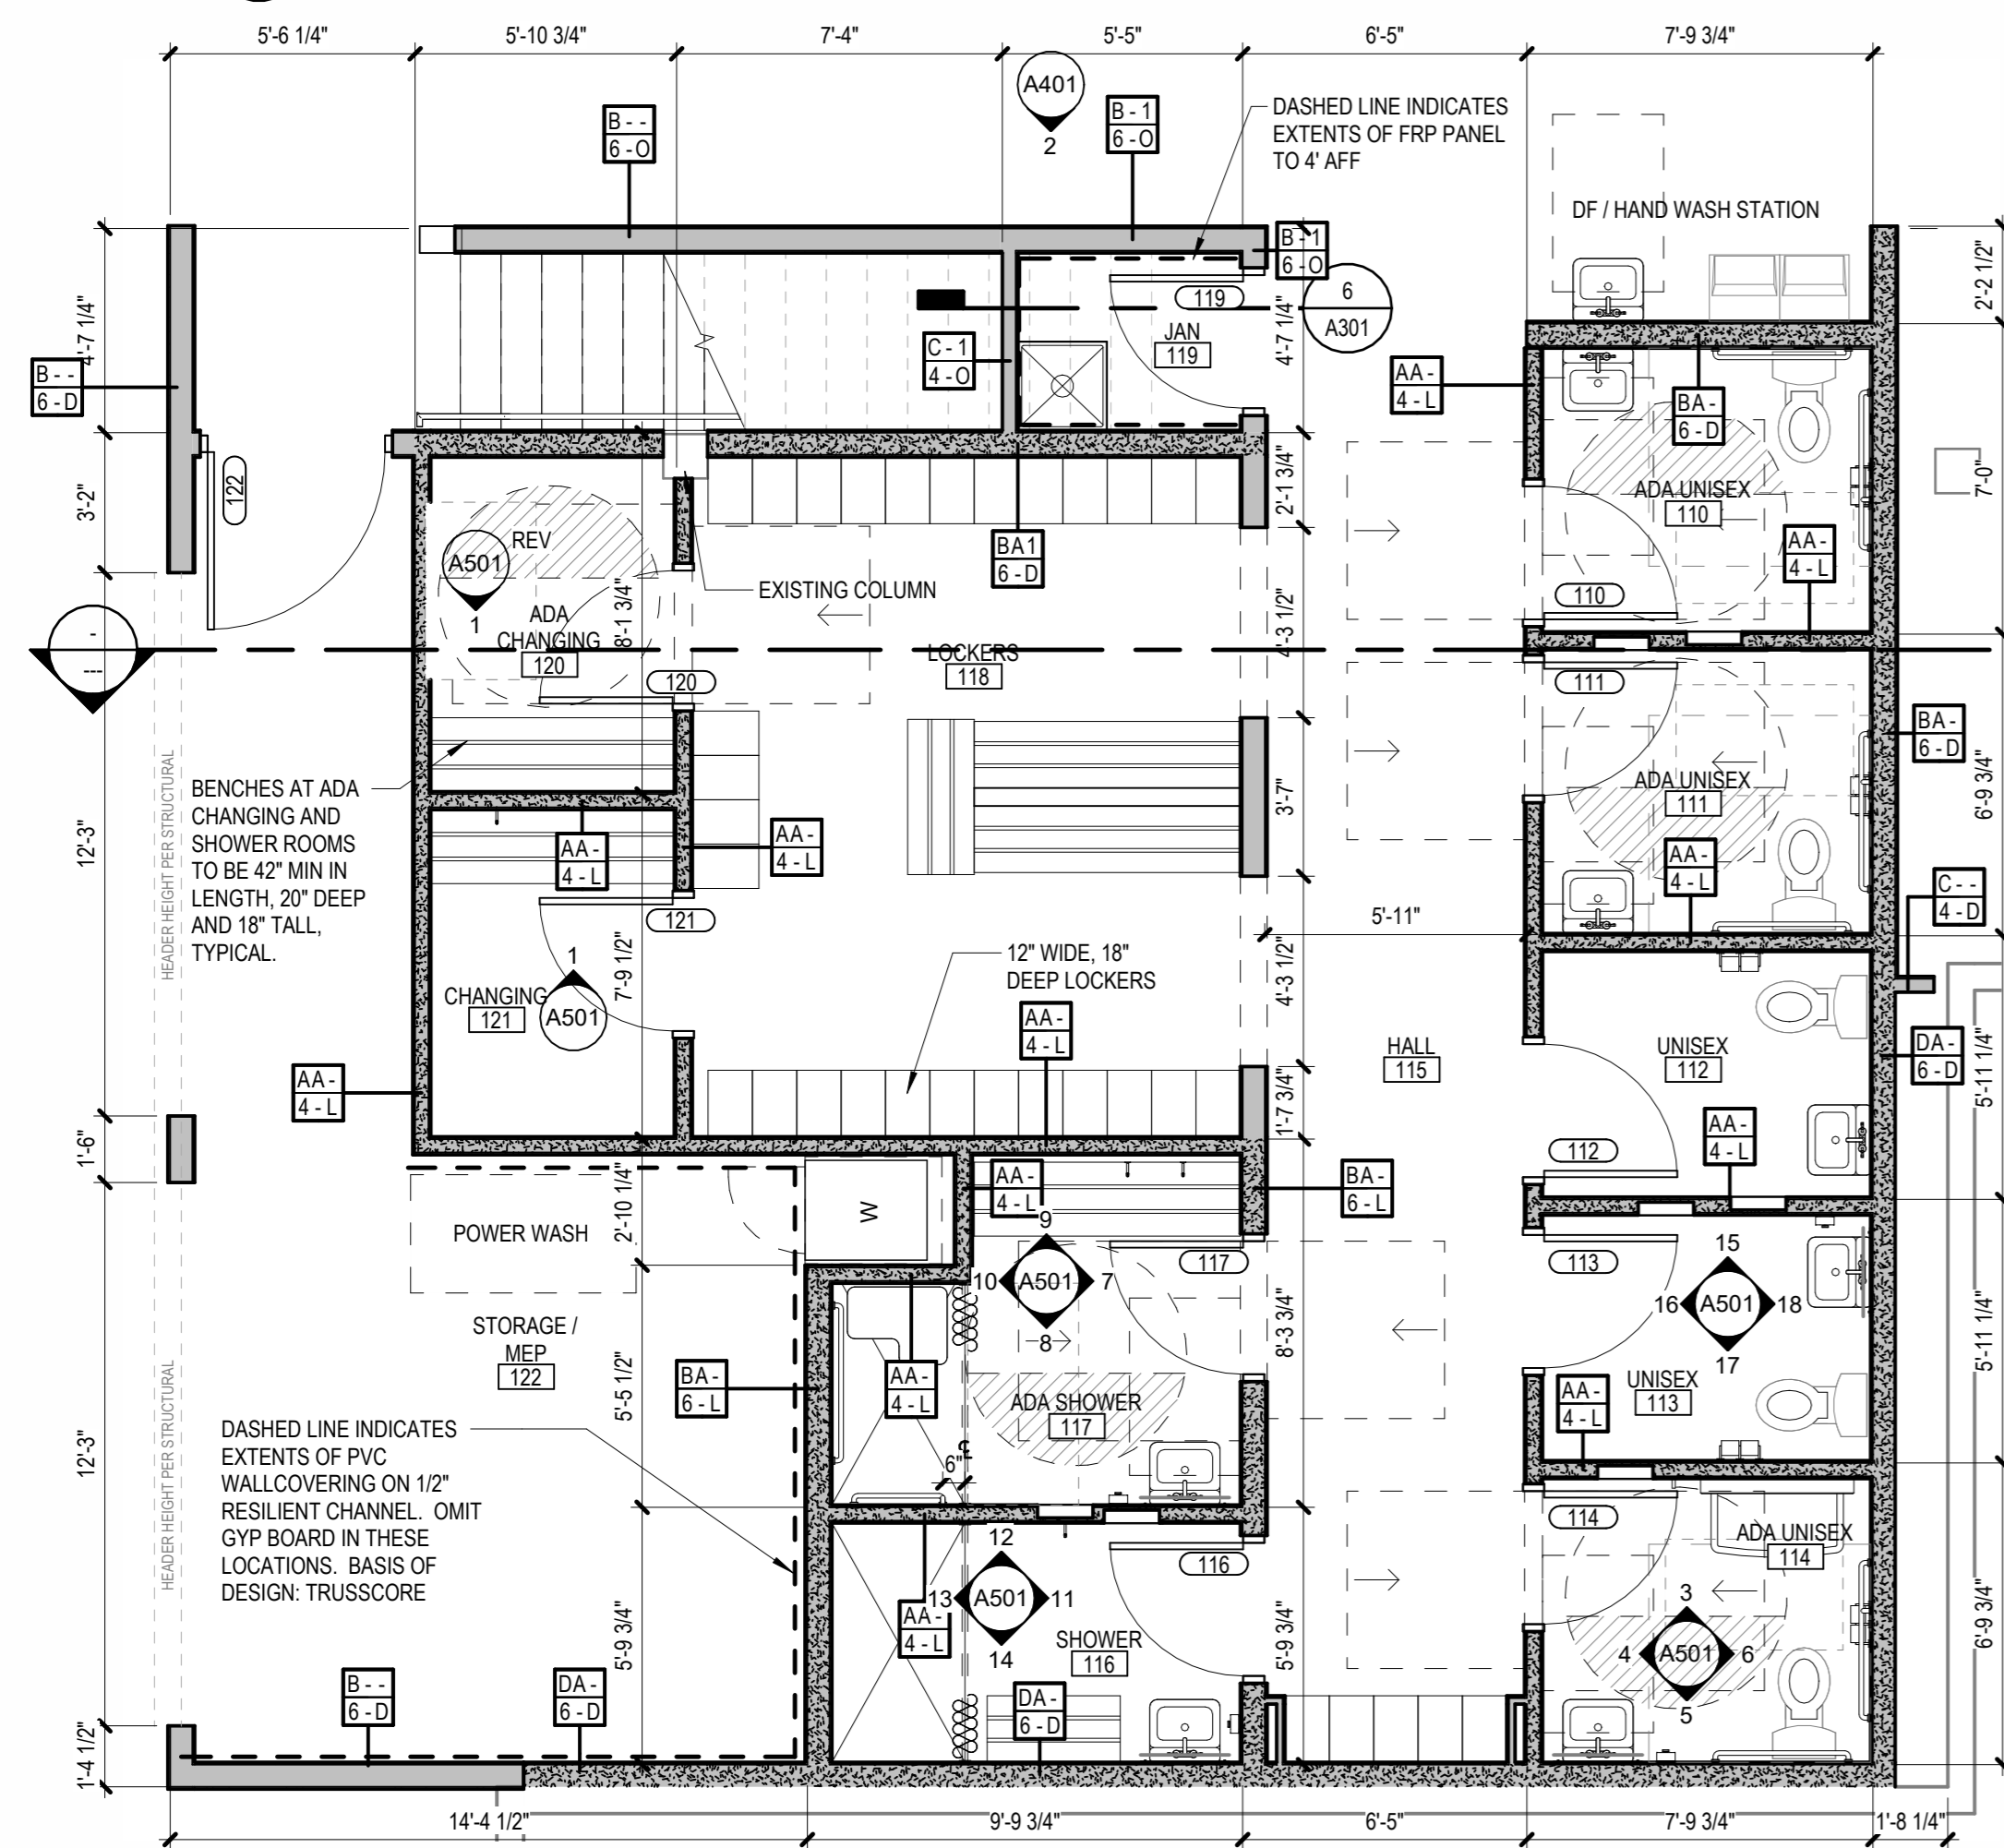 5'-6 1/4"
5'-10 3/4"
7'-4"
5'-5"
6'-5"
7'-9 3/4"
A401
2
B - -
6 - O
B - 1
6 - O
DASHED LINE INDICATES
EXTENTS OF FRP PANEL
TO 4' AFF
DF / HAND WASH STATION
B - 1
6 - O
6
A301
119
JAN
119
C - 1
4 - O
4'-7 1/4"
4'-7 1/4"
2'-2 1/2"
B - -
6 - D
AA -
4 - L
BA -
6 - D
122
3'-2"
2'-1 3/4"
7'-0"
ADA UNISEX
110
AA -
4 - L
REV
A501
1
BA1
6 - D
EXISTING COLUMN
ADA
CHANGING
120
8'-1 3/4"
110
4'-3 1/2"
-
---
LOCKERS
118
120
111
BA -
6 - D
ADA UNISEX
111
6'-9 3/4"
HEADER HEIGHT PER STRUCTURAL
BENCHES AT ADA
CHANGING AND
SHOWER ROOMS
TO BE 42" MIN IN
LENGTH, 20" DEEP
AND 18" TALL,
TYPICAL.
12'-3"
AA -
4 - L
AA -
4 - L
3'-7"
AA -
4 - L
C - -
4 - D
121
5'-11"
1
A501
CHANGING
121
7'-9 1/2"
12" WIDE, 18"
DEEP LOCKERS
4'-3 1/2"
AA -
4 - L
HALL
115
UNISEX
112
DA -
6 - D
5'-11 1/4"
AA -
4 - L
1'-7 3/4"
AA -
4 - L
1'-6"
112
AA -
4 - L
9
BA -
6 - L
POWER WASH
2'-10 1/4"
W
117
113
10
A501
7
8
15
16
A501
18
17
STORAGE /
MEP
122
8'-3 3/4"
5'-11 1/4"
BA -
6 - L
AA -
4 - L
5'-5 1/2"
ADA SHOWER
117
UNISEX
113
AA -
4 - L
HEADER HEIGHT PER STRUCTURAL
12'-3"
DASHED LINE INDICATES
EXTENTS OF PVC
WALLCOVERING ON 1/2"
RESILIENT CHANNEL. OMIT
GYP BOARD IN THESE
LOCATIONS. BASIS OF
DESIGN: TRUSSCORE
6"
114
ADA UNISEX
114
12
13
A501
11
14
116
AA -
4 - L
SHOWER
116
3
4
A501
6
5
5'-9 3/4"
5'-9 3/4"
6'-9 3/4"
B - -
6 - D
DA -
6 - D
DA -
6 - D
1'-4 1/2"
14'-4 1/2"
9'-9 3/4"
6'-5"
7'-9 3/4"
1'-8 1/4"